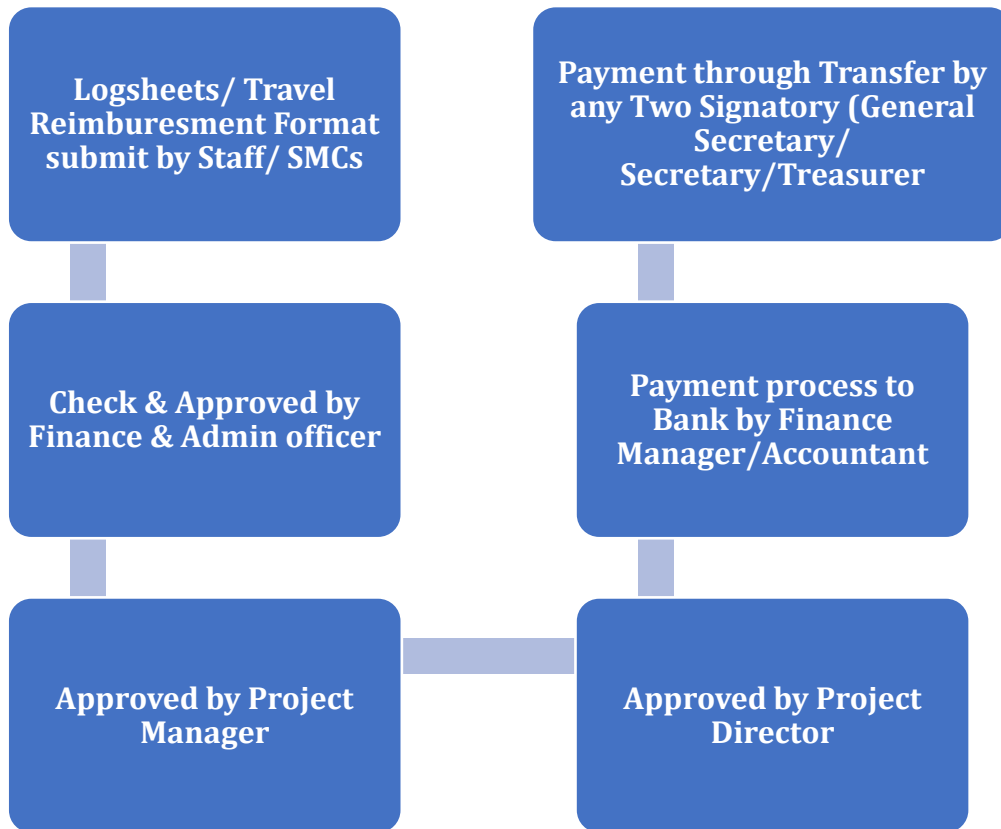 Logsheets/ Travel
Reimburesment Format
submit by Staff/ SMCs
Check & Approved by
Finance & Admin officer
Approved by Project
Manager
Approved by Project
Director
Payment process to
Bank by Finance
Manager/Accountant
Payment through Transfer by
any Two Signatory (General
Secretary/
Secretary/Treasurer